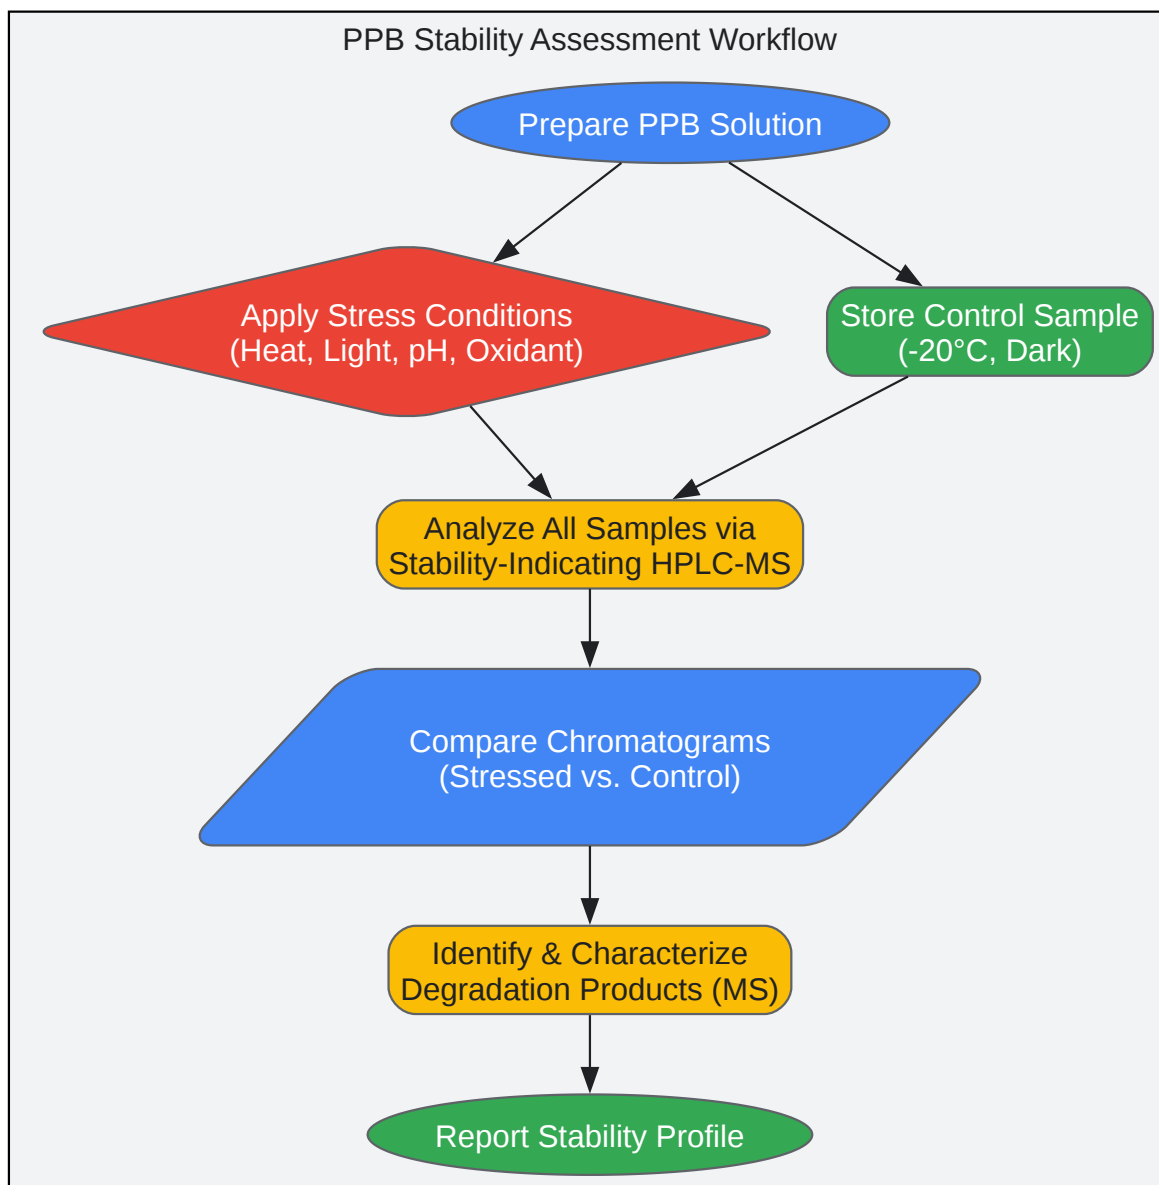 PPB Stability Assessment Workflow
Prepare PPB Solution
Apply Stress Conditions
(Heat, Light, pH, Oxidant)
Store Control Sample
(-20°C, Dark)
Analyze All Samples via
Stability-Indicating HPLC-MS
Compare Chromatograms
(Stressed vs. Control)
Identify & Characterize
Degradation Products (MS)
Report Stability Profile